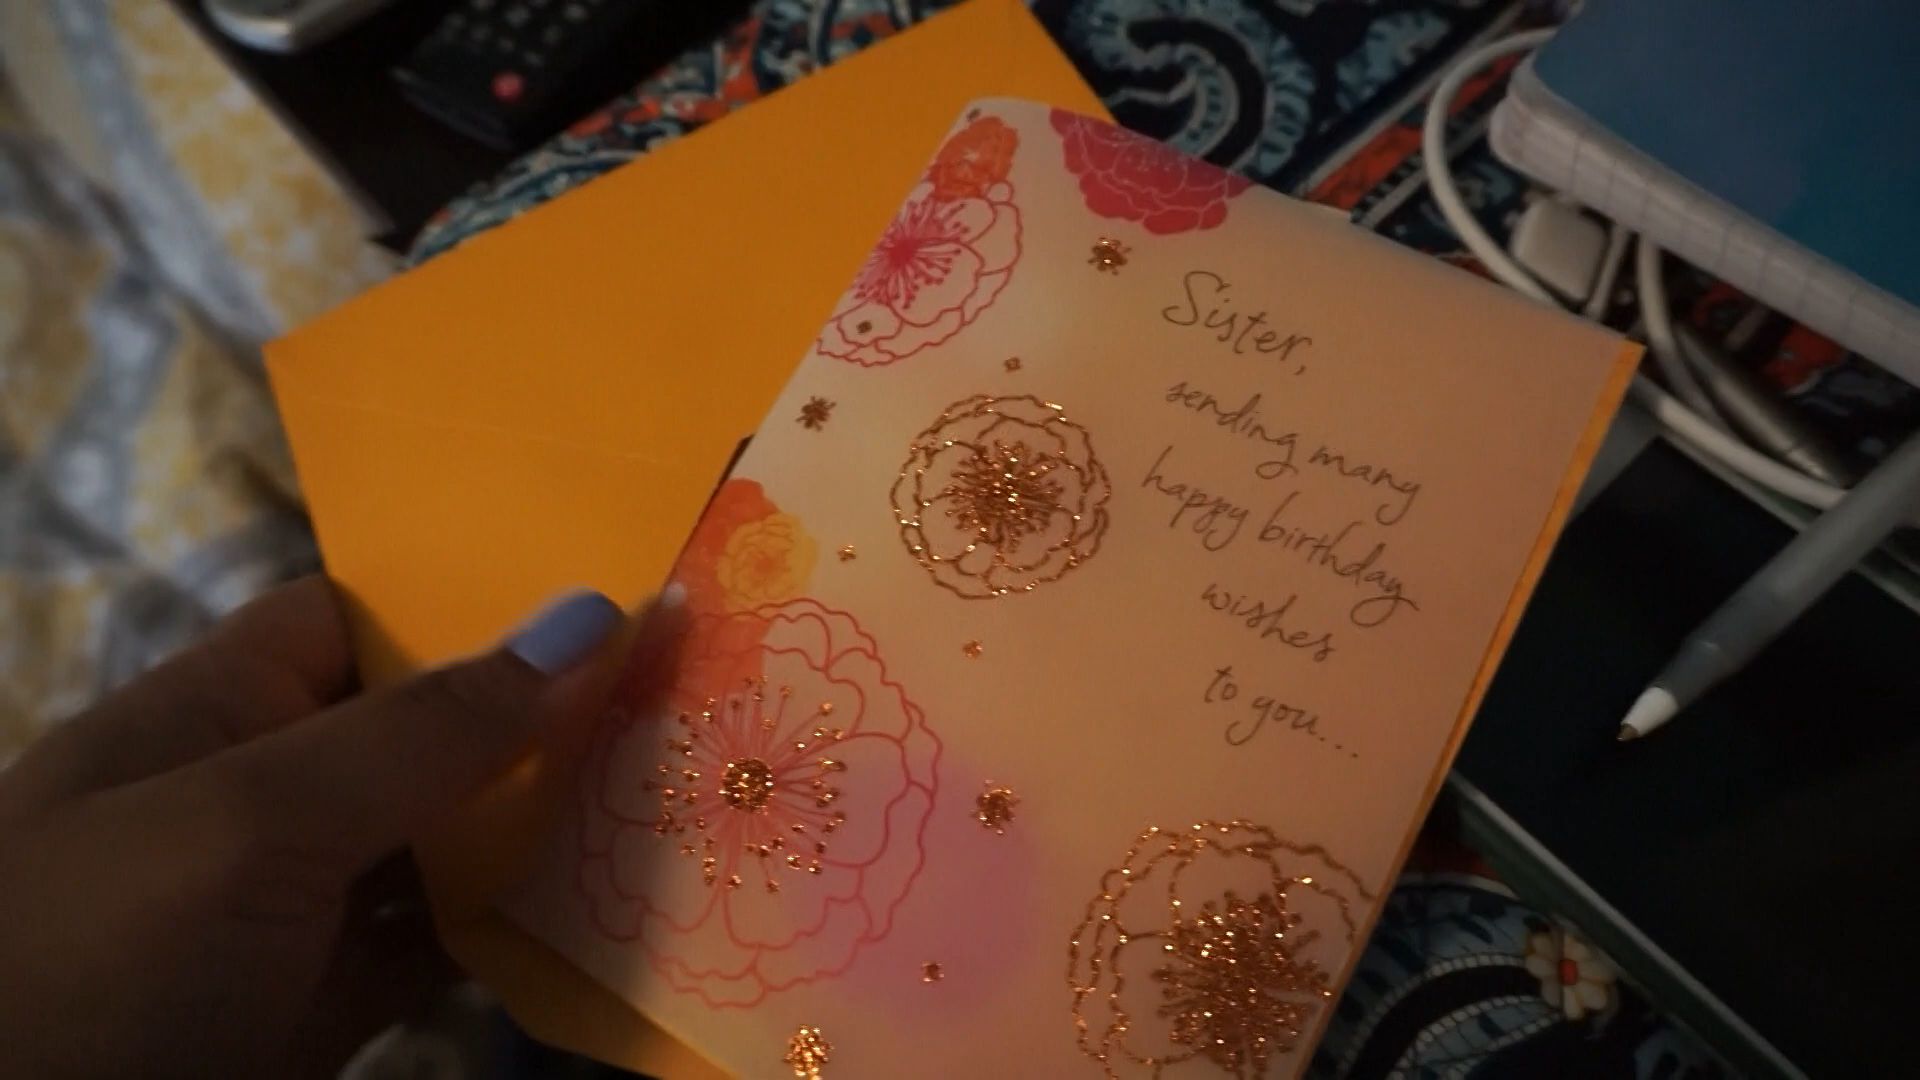 Sister,
sending many
happy birthday
wishes
to you...